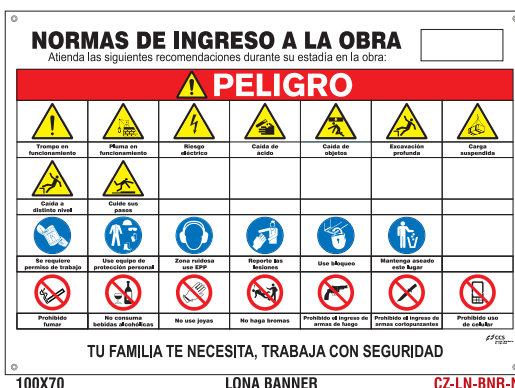 NORMAS DE INGRESO A LA OBRA
Atienda las siguientes recomendaciones durante su estadía en la obra:
PELIGRO
Trompo en
funcionamiento
Pluma en
funcionamiento
Riesgo
eléctrico
Caída de
ácido
Caída de
objetos
Excavación
profunda
Carga
suspendida
Caída a
distinto nivel
Cuide sus
pasos
Se requiere
permiso de trabajo
Use equipo de
protección personal
Zona ruidosa
use EPP
Reporte las
lesiones
Use bloqueo
Mantenga aseado
este lugar
Prohibido
fumar
No consuma
bebidas alcohólicas
No use joyas
No haga bromas
Prohibido el ingreso de
armas de fuego
Prohibido el ingreso de
armas cortopunzantes
Prohibido uso
de celular
CCS
TU FAMILIA TE NECESITA, TRABAJA CON SEGURIDAD
100X70
LONA BANNER
CZ-LN-BNR-N